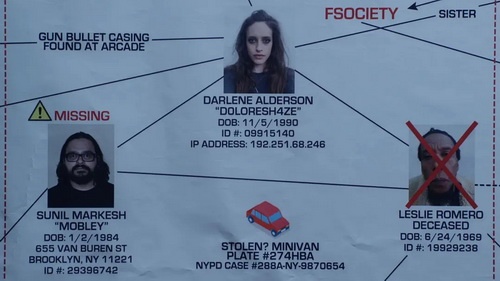 FSOCIETY
SISTER
GUN BULLET CASING
FOUND AT ARCADE
DARLENE ALDERSON
"DOLORESH4ZE"
DOB: 11/5/1990
ID #: 09915140
IP ADDRESS: 192.251.68.246
MISSING
SUNIL MARKESH
"MOBLEY"
DOB: 1/2/1984
655 VAN BUREN ST
BROOKLYN, NY 11221
ID #: 29396742
STOLEN? MINIVAN
PLATE #274HBA
NYPD CASE #288A-NY-9870654
LESLIE ROMERO
DECEASED
DOB: 6/24/1969
ID #: 19929238